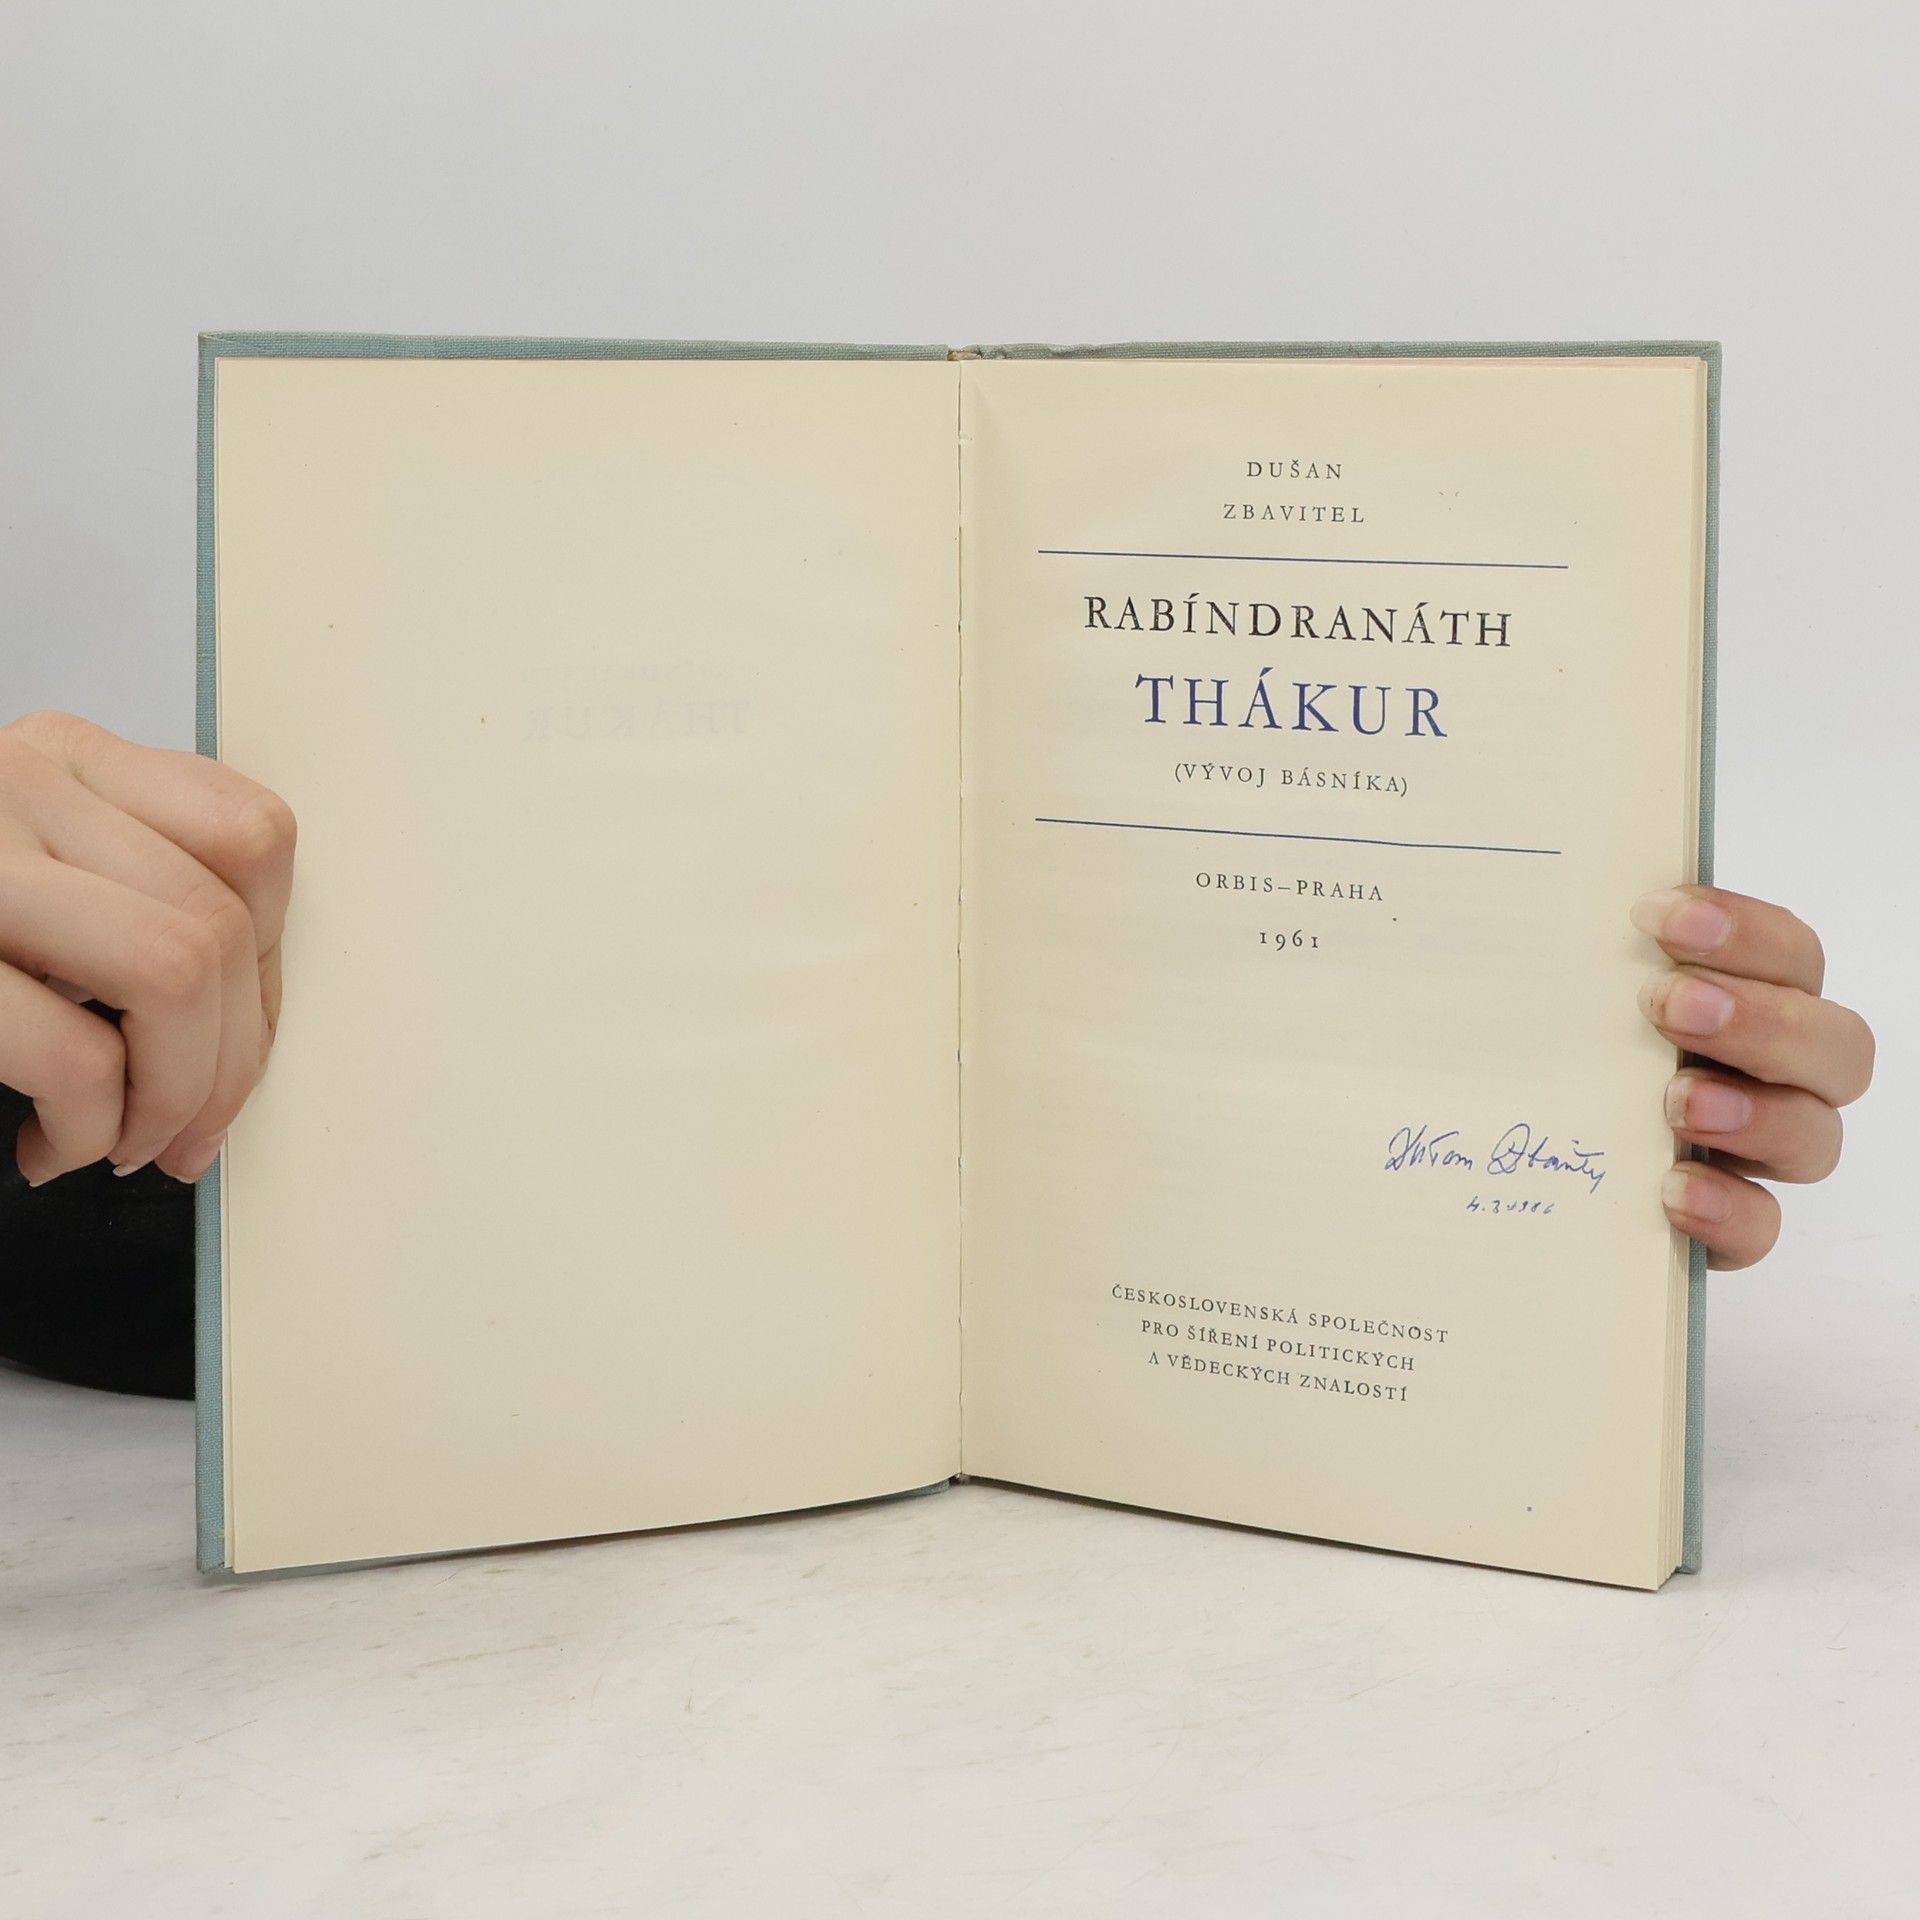 DUŠAN
ZBAVITEL
RABÍNDRANÁTH
THÁKUR
(VÝVOJ BÁSNÍKA)
ORBIS–PRAHA
1961
ČESKOSLOVENSKÁ SPOLEČNOST
PRO ŠÍŘENÍ POLITICKÝCH
A VĚDECKÝCH ZNALOSTÍ